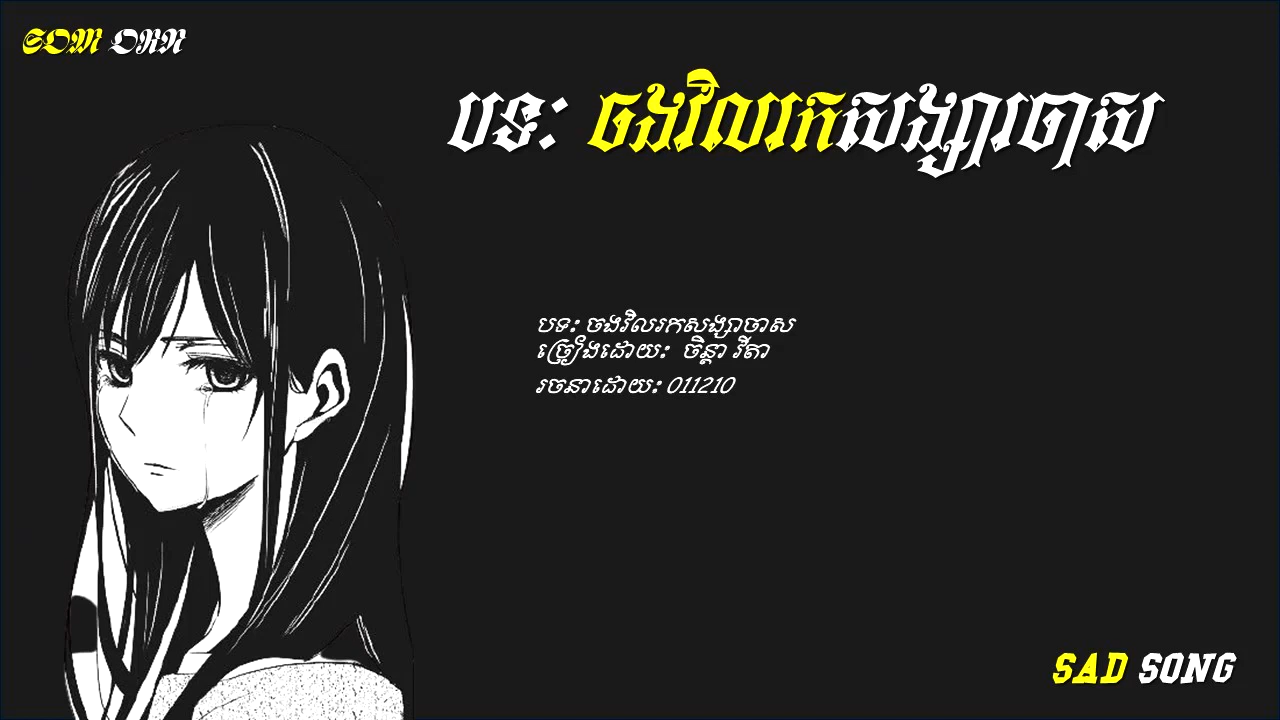 SOM ORN
បទ: ចងវិលរកសង្សារចាស
បទ: ចងវិលរកសង្សាចាស
ច្រៀងដោយ: ចិន្តា រីតា
រចនាដោយ: 011210
SAD SONG